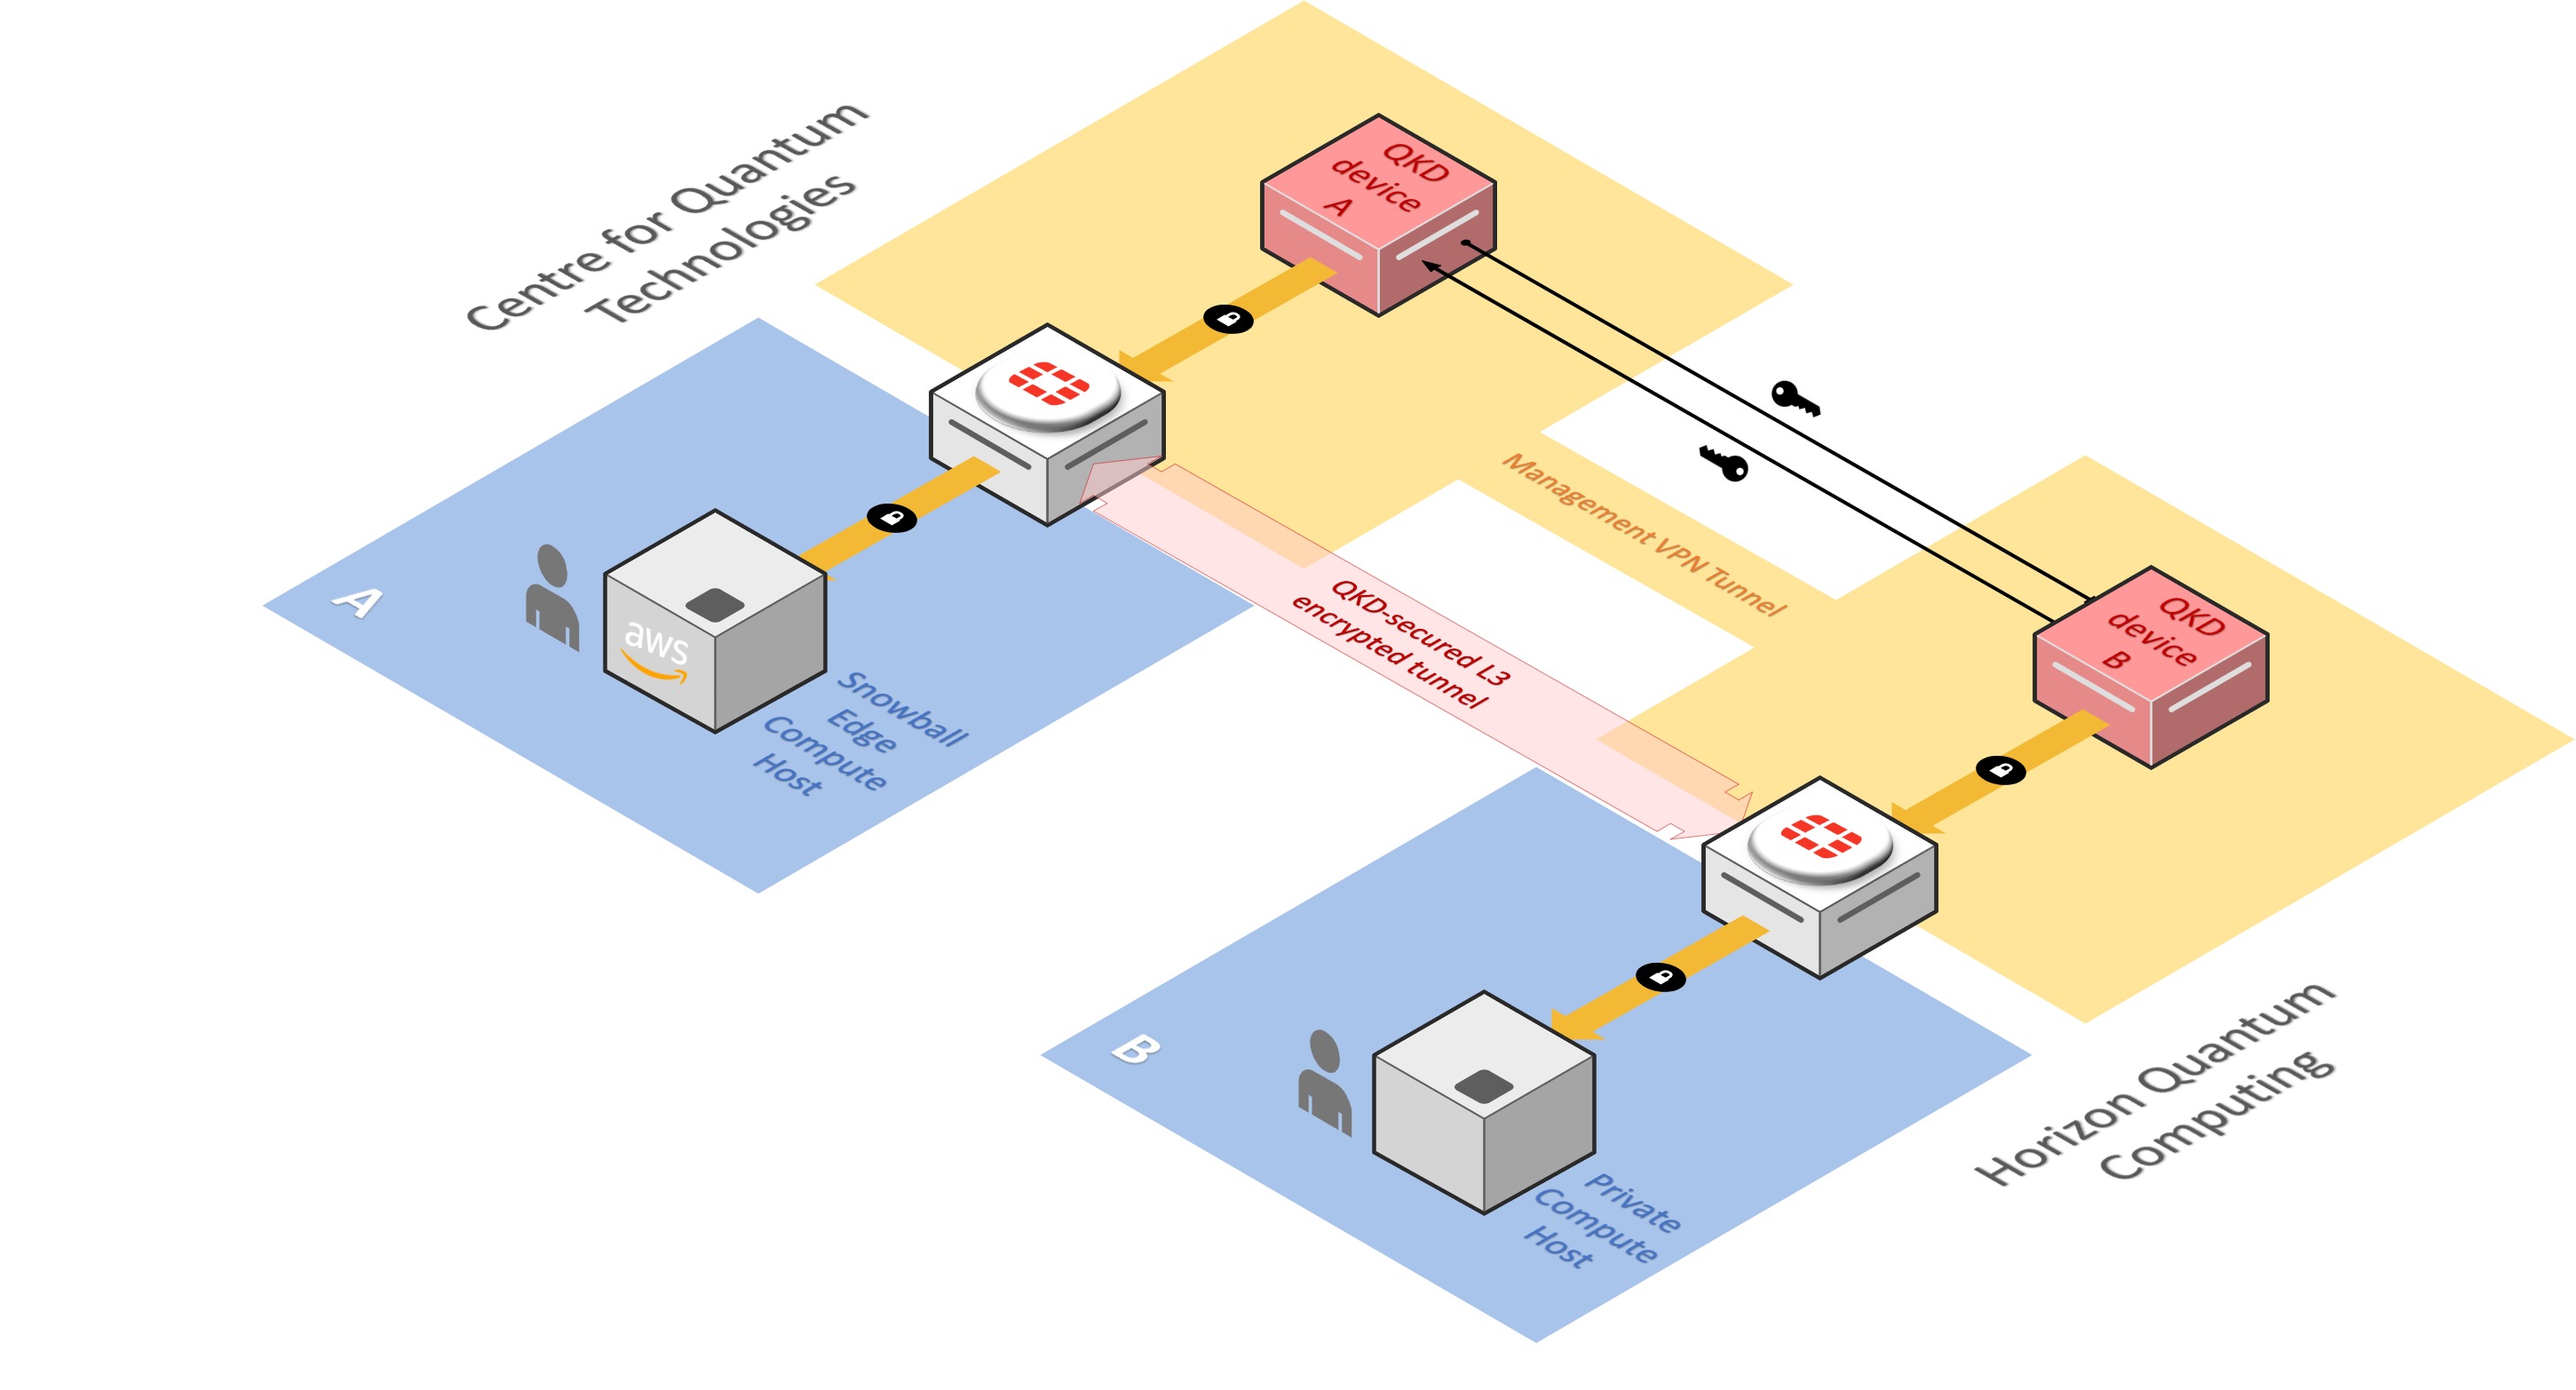 Centre for Quantum
Technologies
QKD
device
A
Management VPN Tunnel
QKD-secured L3
encrypted tunnel
A
aws
Snowball
Edge
Compute
Host
QKD
device
B
B
Private
Compute
Host
Horizon Quantum
Computing